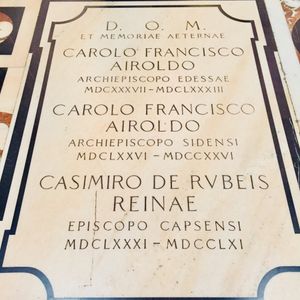 D. O. M.
ET MEMORIAE AETERNAE
CAROLO FRANCISCO
AIROLDO
ARCHIEPISCOPO EDESSAE
MDCXXXVII – MDCLXXXIII
CAROLO FRANCISCO
AIROLDO
ARCHIEPISCOPO SIDENSI
MDCLXXVI – MDCCXXVI
CASIMIRO DE RVBEIS
REINAE
EPISCOPO CAPSENSI
MDCLXXXI – MDCCLXI